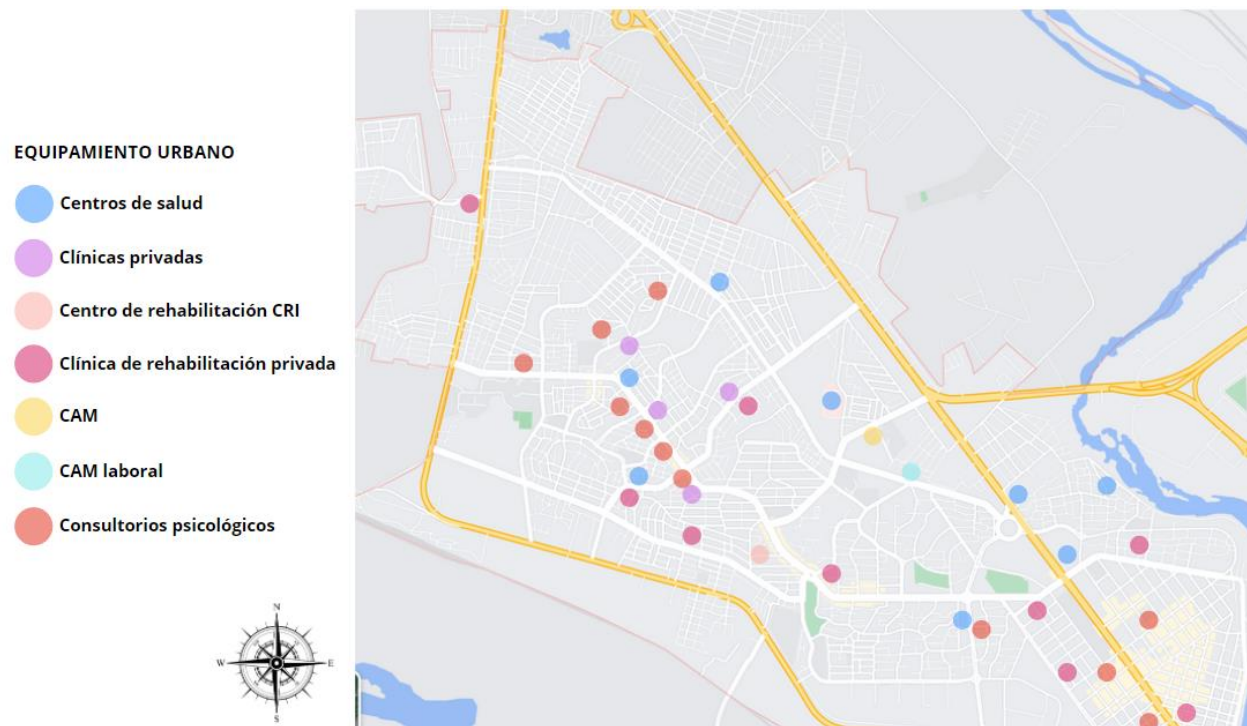 EQUIPAMIENTO URBANO
Centros de salud
Clínicas privadas
Centro de rehabilitación CRI
Clínica de rehabilitación privada
CAM
CAM laboral
Consultorios psicológicos
N
W E
S